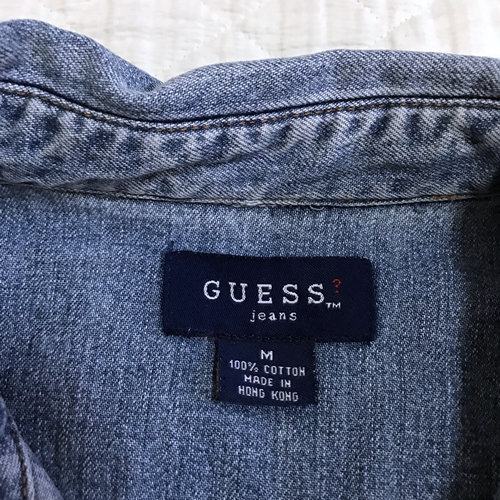 GUESS?™
jeans
M
100% COTTON
MADE IN
HONG KONG